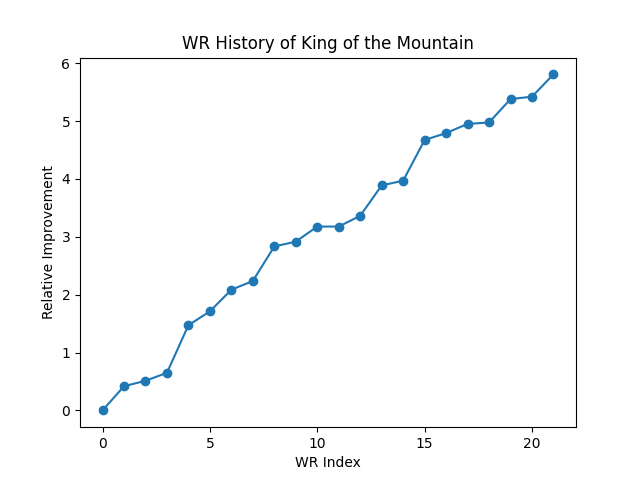 WR History of King of the Mountain
6
5
4
3
2
1
0
Relative Improvement
0 5 10 15 20
WR Index